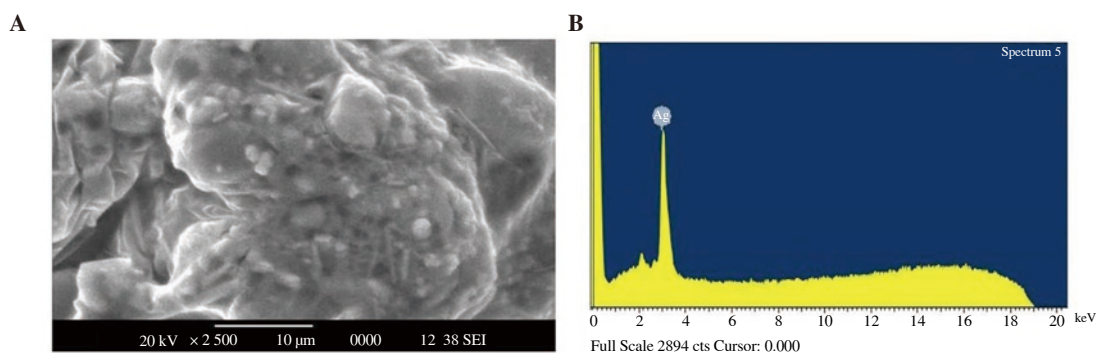 A
B
Spectrum 5
Ag
20 kV × 2 500 10 μm 0000 12 38 SEI
0 2 4 6 8 10 12 14 16 18 20 keV
Full Scale 2894 cts Cursor: 0.000